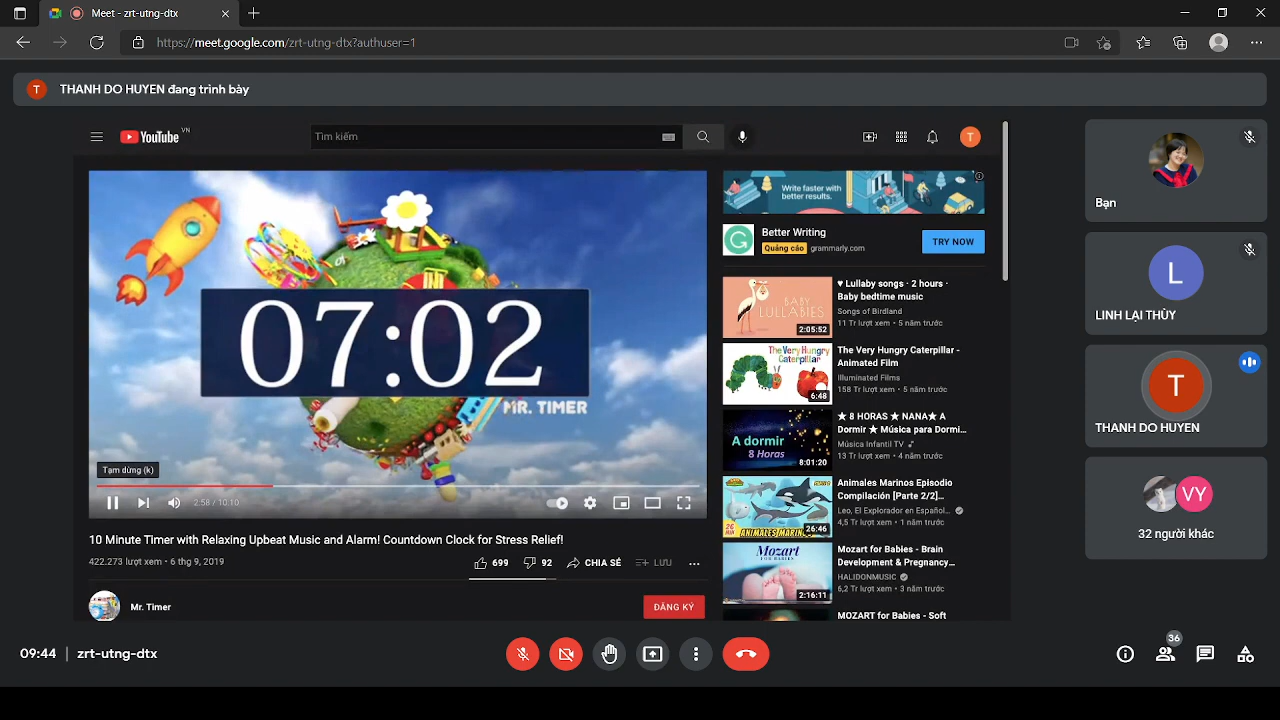 Meet - zrt-utng-dtx
https://meet.google.com/zrt-utng-dtx?authuser=1
T
THANH DO HUYEN đang trình bày
YouTube VN
Tìm kiếm
T
07:02
MR. TIMER
Tạm dừng (k)
2:58 / 10:10
10 Minute Timer with Relaxing Upbeat Music and Alarm! Countdown Clock for Stress Relief!
422.273 lượt xem • 6 thg 9, 2019
699
92
CHIA SẺ
LƯU
Mr. Timer
ĐĂNG KÝ
Write faster with
better results.
Better Writing
Quảng cáo grammarly.com
TRY NOW
BABY
LULLABIES
2:05:52
♥ Lullaby songs · 2 hours ·
Baby bedtime music
Songs of Birdland
11 Tr lượt xem • 5 năm trước
The Very Hungry
Caterpillar
6:48
The Very Hungry Caterpillar -
Animated Film
Illuminated Films
158 Tr lượt xem • 5 năm trước
A dormir
8 Horas
8:01:20
★ 8 HORAS ★ NANA★ A
Dormir ★ Música para Dormi...
Música Infantil TV
13 Tr lượt xem • 4 năm trước
26
MIN
ANIMALES MARINOS
26:46
Animales Marinos Episodio
Compilación [Parte 2/2]...
Leo, El Explorador en Español...
4,5 Tr lượt xem • 1 năm trước
Mozart
for Babies
2:16:11
Mozart for Babies - Brain
Development & Pregnancy...
HALIDONMUSIC
6,2 Tr lượt xem • 3 năm trước
MOZART for Babies - Soft
Bạn
L
LINH LẠI THÙY
T
THANH DO HUYEN
VY
32 người khác
09:44 | zrt-utng-dtx
36